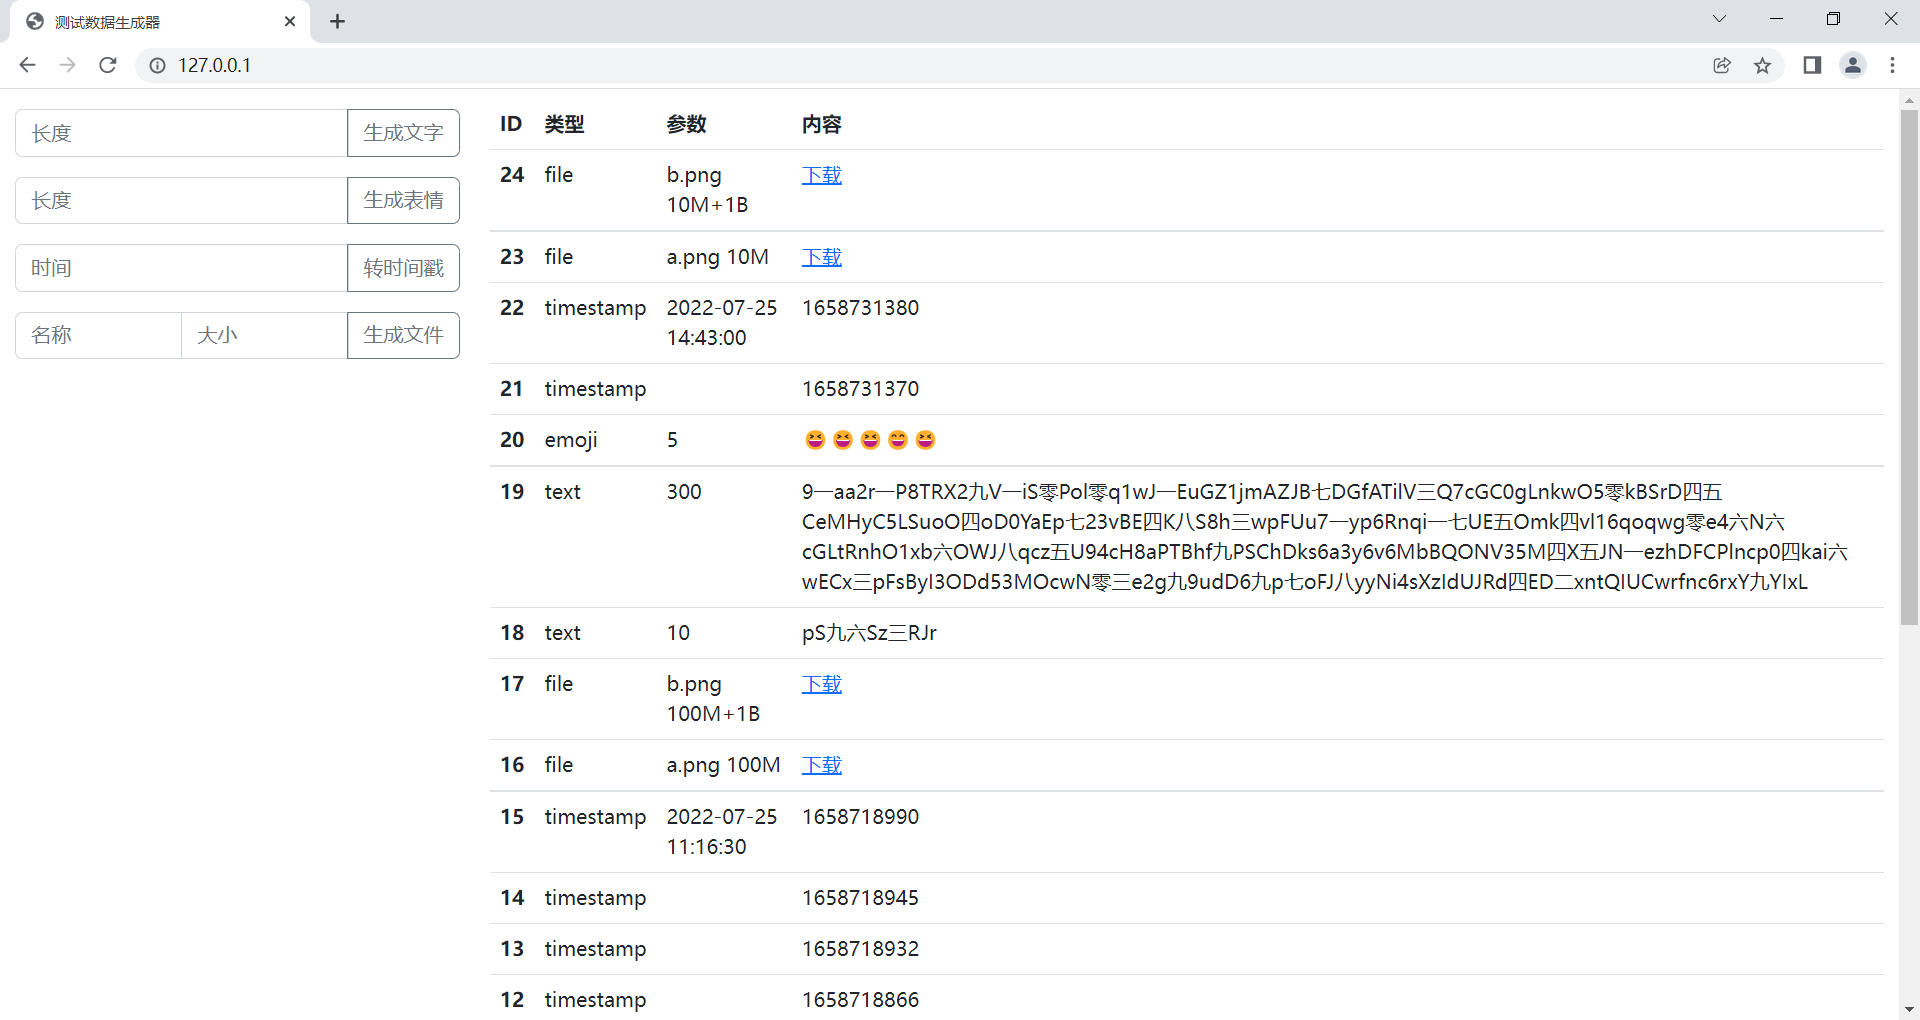 测试数据生成器
127.0.0.1
长度 生成文字
长度 生成表情
时间 转时间戳
名称 大小 生成文件
ID 类型 参数 内容
24 file b.png 10M+1B 下载
23 file a.png 10M 下载
22 timestamp 2022-07-25 14:43:00 1658731380
21 timestamp 1658731370
20 emoji 5 😆😆😆😄😆
19 text 300 9一aa2r一P8TRX2九V一iS零Pol零q1wJ一EuGZ1jmAZJB七DGfATilV三Q7cGC0gLnkwO5零kBSrD四五
CeMHyC5LSuoO四oD0YaEp七23vBE四K八S8h三wpFUu7一yp6Rnqi一七UE五Omk四vl16qoqwg零e4六N六
cGLtRnhO1xb六OWJ八qcz五U94cH8aPTBhf九PSChDks6a3y6v6MbBQONV35M四X五JN一ezhDFCPlncp0四kai六
wECx三pFsByI3ODd53MOcwN零三e2g九9udD6九p七oFJ八yyNi4sXzIdUJRd四ED二xntQIUCwrfnc6rxY九YIxL
18 text 10 pS九六Sz三RJr
17 file b.png 100M+1B 下载
16 file a.png 100M 下载
15 timestamp 2022-07-25 11:16:30 1658718990
14 timestamp 1658718945
13 timestamp 1658718932
12 timestamp 1658718866